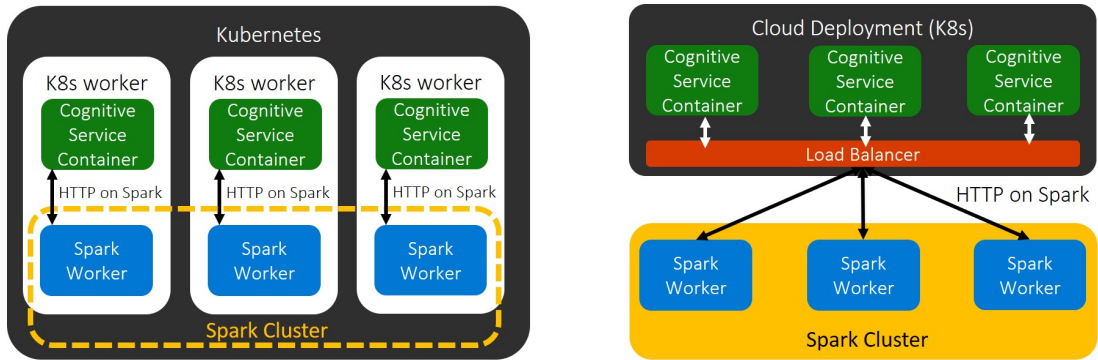 Kubernetes
K8s worker
K8s worker
K8s worker
Cognitive
Service
Container
Cognitive
Service
Container
Cognitive
Service
Container
HTTP on Spark
HTTP on Spark
HTTP on Spark
Spark
Worker
Spark
Worker
Spark
Worker
Spark Cluster
Cloud Deployment (K8s)
Cognitive
Service
Container
Cognitive
Service
Container
Cognitive
Service
Container
Load Balancer
HTTP on Spark
Spark
Worker
Spark
Worker
Spark
Worker
Spark Cluster